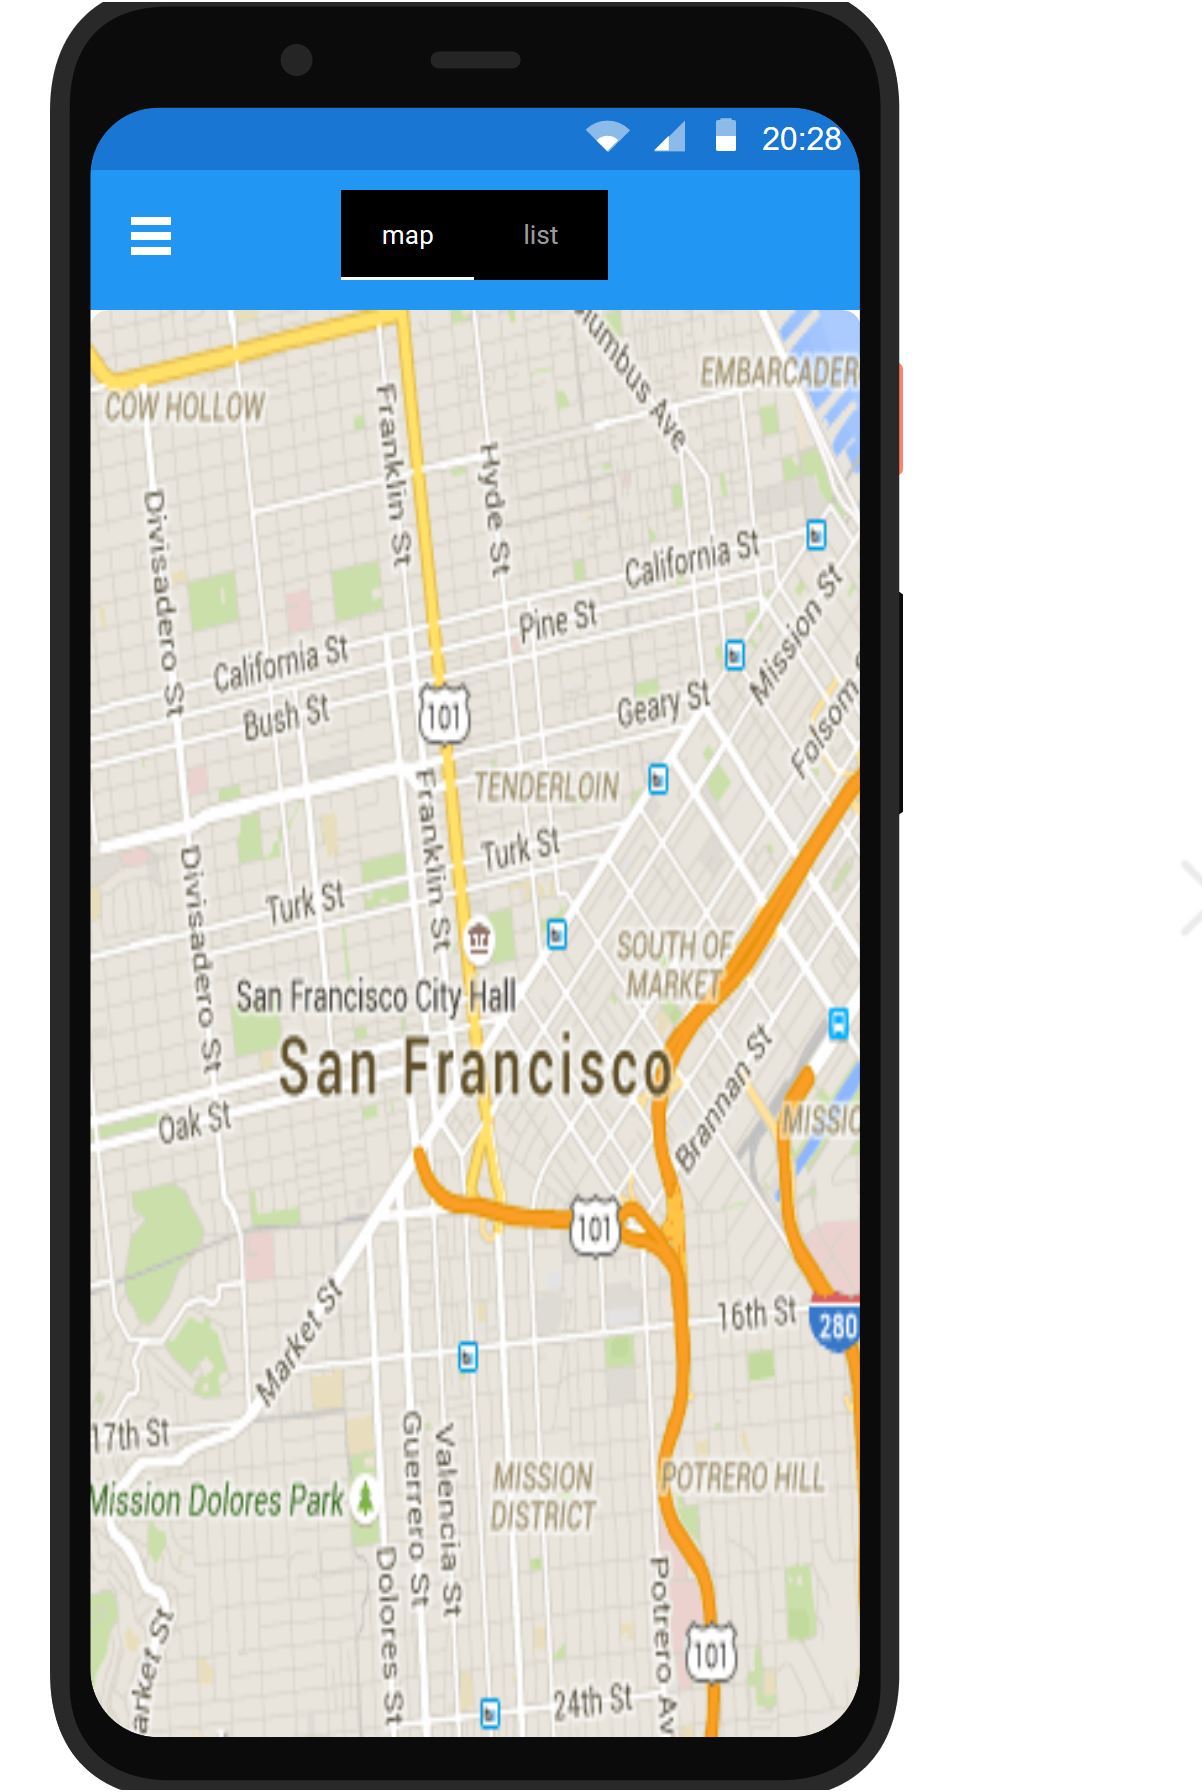 20:28
map
list
lumbus Ave
EMBARCADER
COW HOLLOW
Franklin St
Hyde St
Divisadero St
California St
Mission St
Pine St
California St
Bush St
Geary St
Folsom
101
TENDERLOIN
Franklin St
Turk St
Divisadero St
Turk St
SOUTH OF
MARKET
San Francisco City Hall
San Francisco
Brannan St
Oak St
MISSIO
101
16th St
280
Market St
17th St
Mission Dolores Park
Guerrero St
Valencia St
MISSION
DISTRICT
POTRERO HILL
Dolores St
Potrero Av
arket St
101
24th St